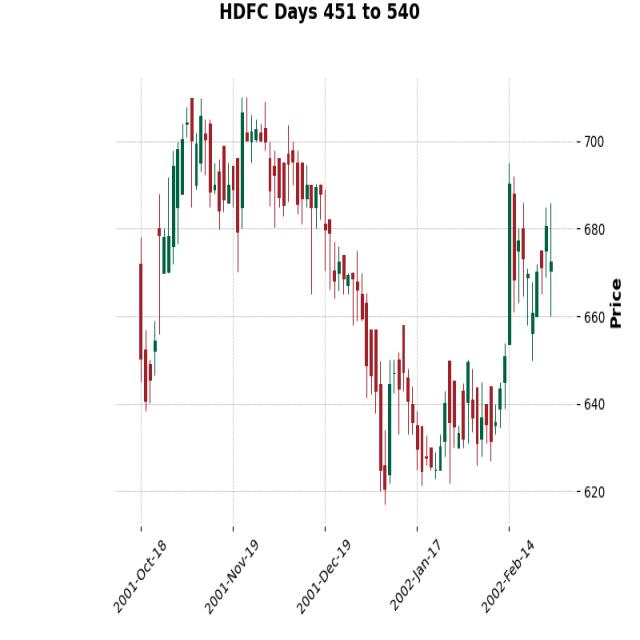 HDFC Days 451 to 540
700
680
660
640
620
Price
2001-Oct-18
2001-Nov-19
2001-Dec-19
2002-Jan-17
2002-Feb-14